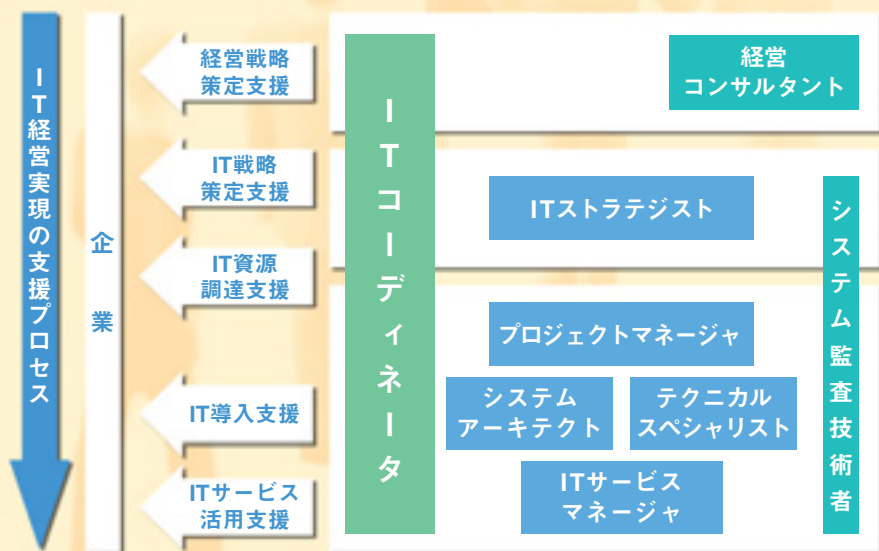 IT経営実現の支援プロセス
企業
経営戦略
策定支援
IT戦略
策定支援
IT資源
調達支援
IT導入支援
ITサービス
活用支援
ITコーディネータ
経営
コンサルタント
ITストラテジスト
プロジェクトマネージャ
システム
アーキテクト
テクニカル
スペシャリスト
ITサービス
マネージャ
システム監査技術者